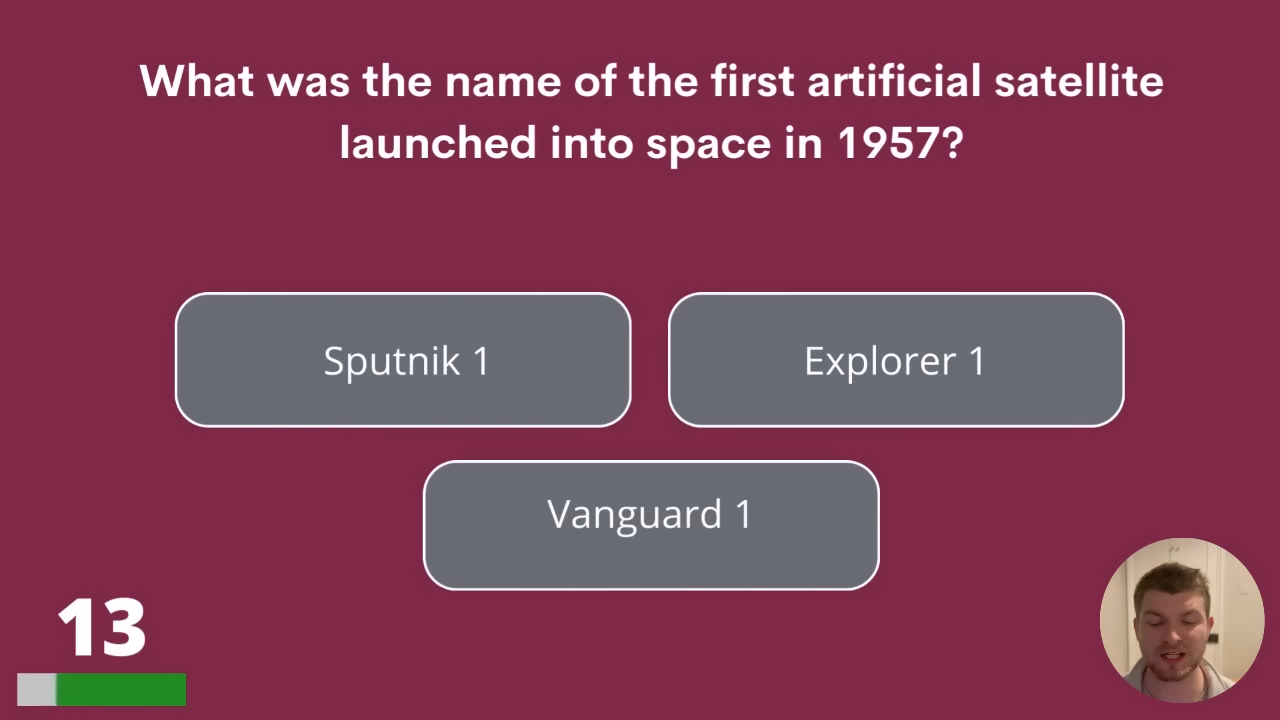 What was the name of the first artificial satellite
launched into space in 1957?
Sputnik 1
Explorer 1
Vanguard 1
13